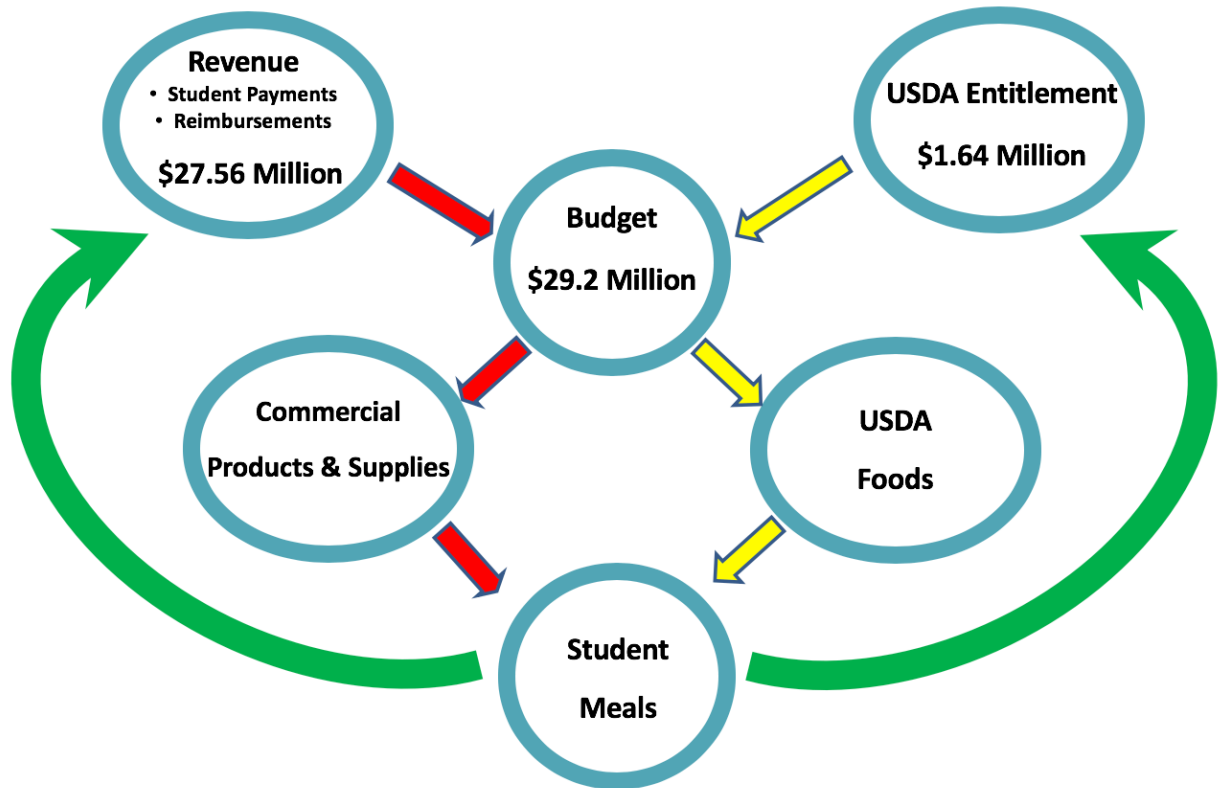 Revenue
• Student Payments
• Reimbursements
$27.56 Million
USDA Entitlement
$1.64 Million
Budget
$29.2 Million
Commercial
Products & Supplies
USDA
Foods
Student
Meals